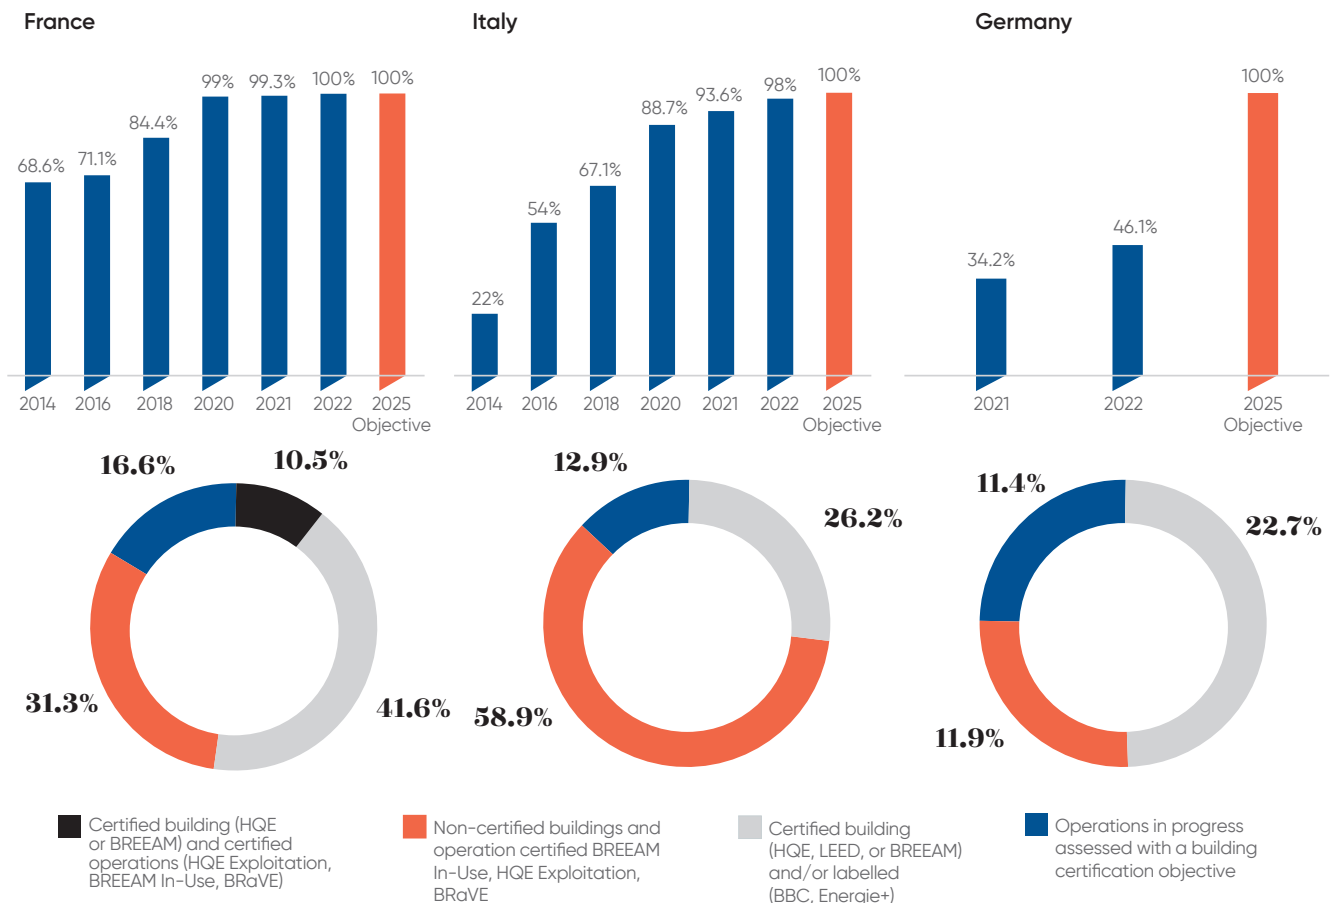 France
68.6%
71.1%
84.4%
99%
99.3%
100%
100%
2014
2016
2018
2020
2021
2022
2025
Objective
Italy
22%
54%
67.1%
88.7%
93.6%
98%
100%
2014
2016
2018
2020
2021
2022
2025
Objective
Germany
34.2%
46.1%
100%
2021
2022
2025
Objective
16.6%
10.5%
31.3%
41.6%
12.9%
26.2%
58.9%
11.4%
22.7%
11.9%
Certified building (HQE
or BREEAM) and certified
operations (HQE Exploitation,
BREEAM In-Use, BRaVE)
Non-certified buildings and
operation certified BREEAM
In-Use, HQE Exploitation,
BRaVE
Certified building
(HQE, LEED, or BREEAM)
and/or labelled
(BBC, Energie+)
Operations in progress
assessed with a building
certification objective